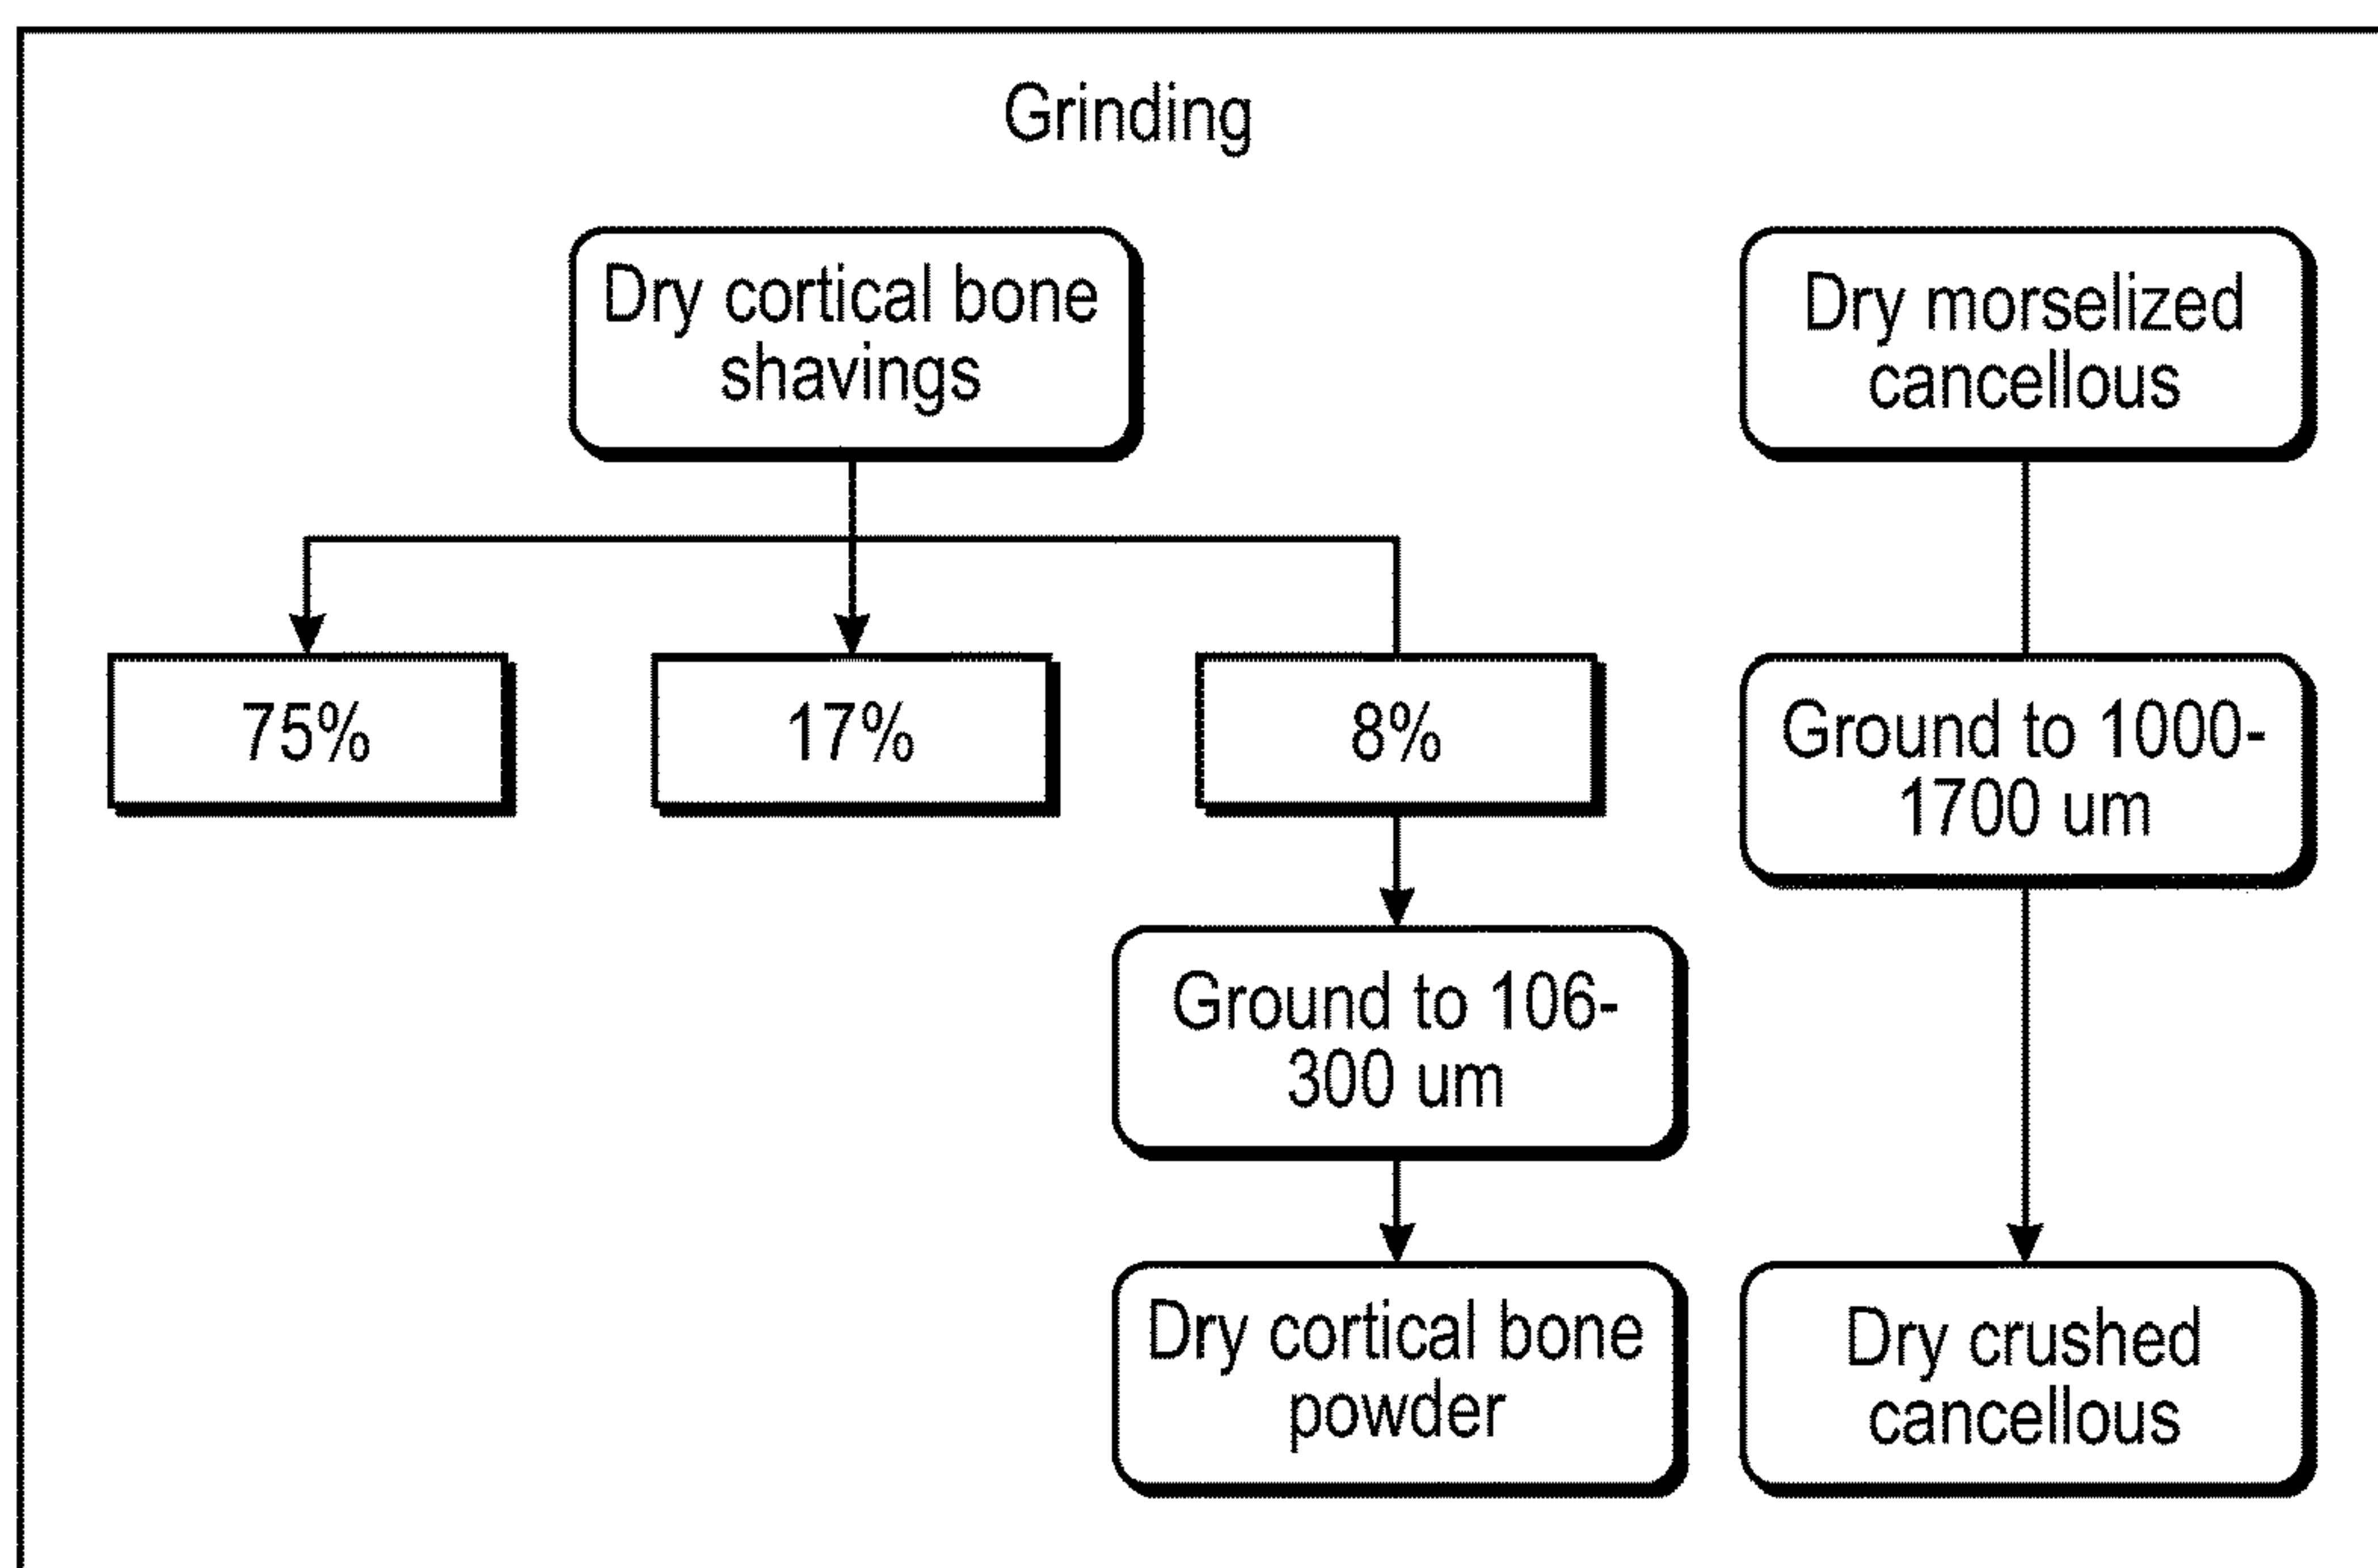 Grinding
Dry cortical bone
shavings
Dry morselized
cancellous
75%
17%
8%
Ground to 1000-
1700 um
Ground to 106-
300 um
Dry cortical bone
powder
Dry crushed
cancellous